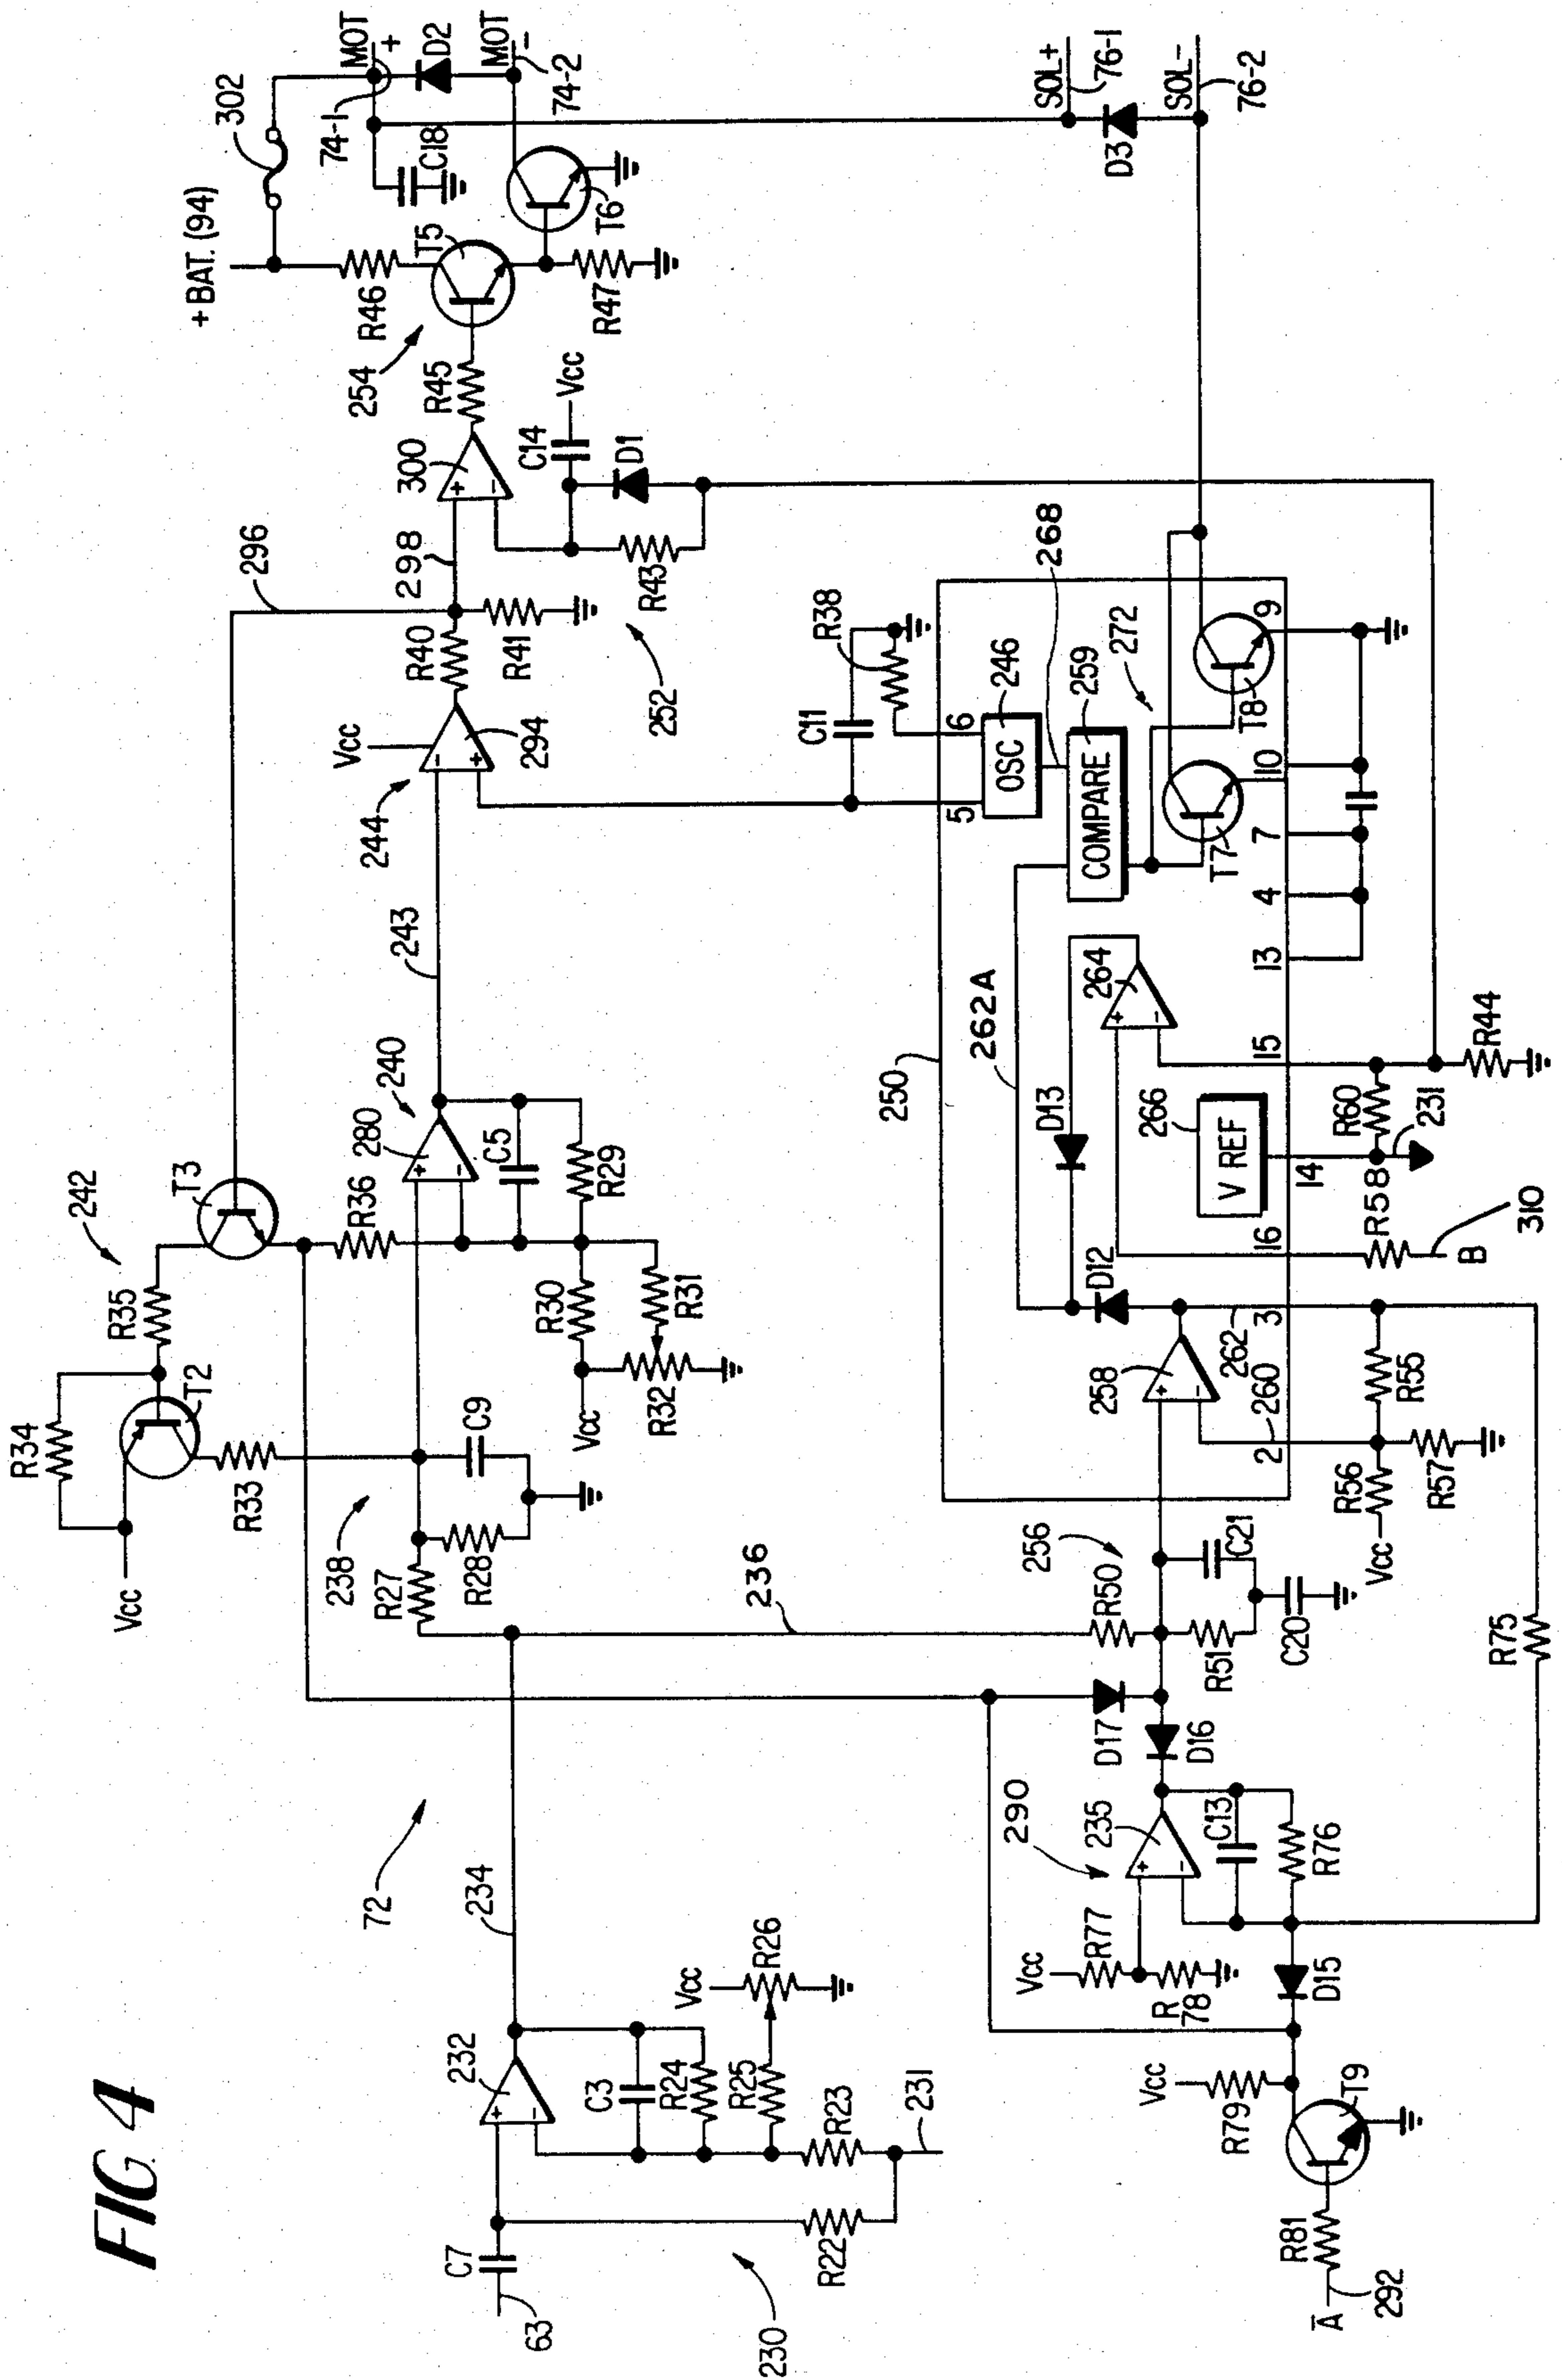 FIG 4
72
C7
63
230
R22
232
C3
R24
R25
R23
231
Vcc
R26
234
236
Vcc
R34
T2
R35
242
T3
R33
238
R27
R28
C9
R36
280
240
C5
R29
R30
R31
Vcc
R32
243
244
Vcc
294
R40
R41
296
298
252
300
R45
254
C14
Vcc
D1
R43
+BAT. (94)
302
R46
T5
R47
T6
74-1
C18
MOT
+
D2
MOT
-
74-2
SOL+
76-1
D3
SOL-
76-2
C11
R38
250
5
6
OSC
246
268
COMPARE
259
272
T7
T8
9
10
7
4
13
15
14
16
3
2
262A
264
D13
266
V REF
D12
258
262
260
R60
231
R44
R58
B
310
R55
R56
R57
Vcc
R75
256
R50
R51
C21
C20
D17
D16
290
235
C13
R76
Vcc
R77
R
78
D15
Vcc
R79
T9
R81
A̅
292
+
-
+
-
+
-
-
+
+
-
+
-
+
-